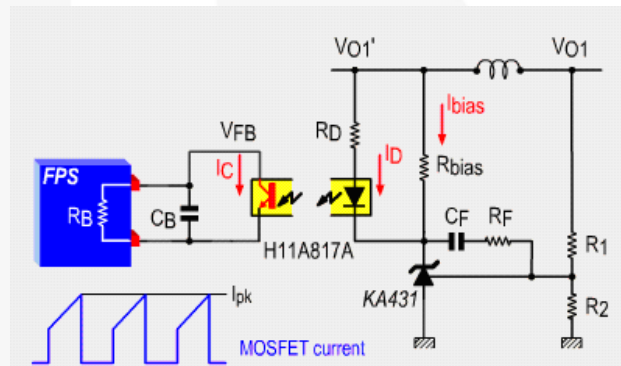 VO1'
VO1
Ibias
VFB
RD
IC
ID
Rbias
FPS
RB
CB
CF
RF
H11A817A
R1
KA431
R2
Ipk
MOSFET current